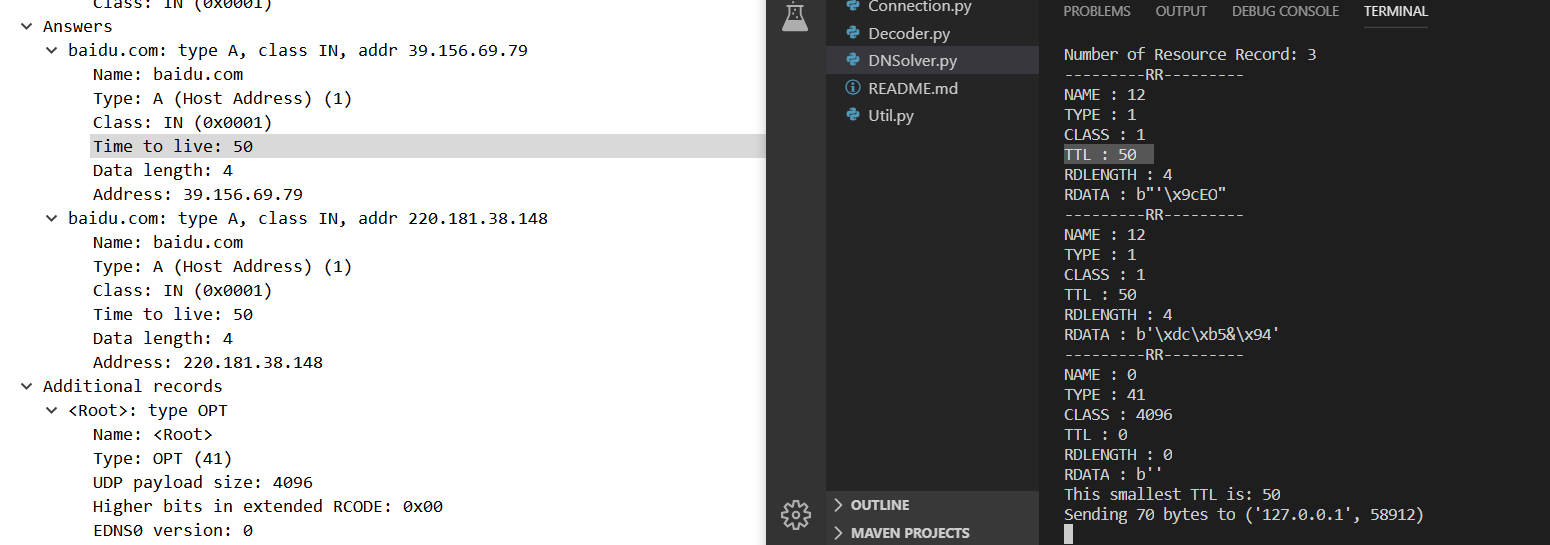 Class: IN (0x0001)
Answers
baidu.com: type A, class IN, addr 39.156.69.79
Name: baidu.com
Type: A (Host Address) (1)
Class: IN (0x0001)
Time to live: 50
Data length: 4
Address: 39.156.69.79
baidu.com: type A, class IN, addr 220.181.38.148
Name: baidu.com
Type: A (Host Address) (1)
Class: IN (0x0001)
Time to live: 50
Data length: 4
Address: 220.181.38.148
Additional records
<Root>: type OPT
Name: <Root>
Type: OPT (41)
UDP payload size: 4096
Higher bits in extended RCODE: 0x00
EDNS0 version: 0
Connection.py
Decoder.py
DNSolver.py
README.md
Util.py
OUTLINE
MAVEN PROJECTS
PROBLEMS OUTPUT DEBUG CONSOLE TERMINAL
Number of Resource Record: 3
---------RR---------
NAME : 12
TYPE : 1
CLASS : 1
TTL : 50
RDLENGTH : 4
RDATA : b"'\x9cEO"
---------RR---------
NAME : 12
TYPE : 1
CLASS : 1
TTL : 50
RDLENGTH : 4
RDATA : b'\xdc\xb5&\x94'
---------RR---------
NAME : 0
TYPE : 41
CLASS : 4096
TTL : 0
RDLENGTH : 0
RDATA : b''
This smallest TTL is: 50
Sending 70 bytes to ('127.0.0.1', 58912)